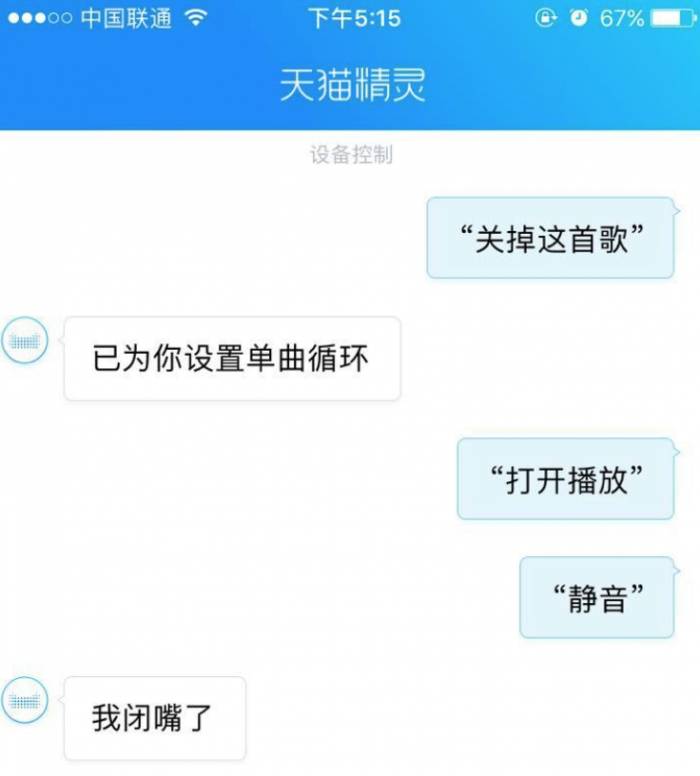 中国联通 下午5:15 67%
天猫精灵
设备控制
“关掉这首歌”
已为你设置单曲循环
“打开播放”
“静音”
我闭嘴了